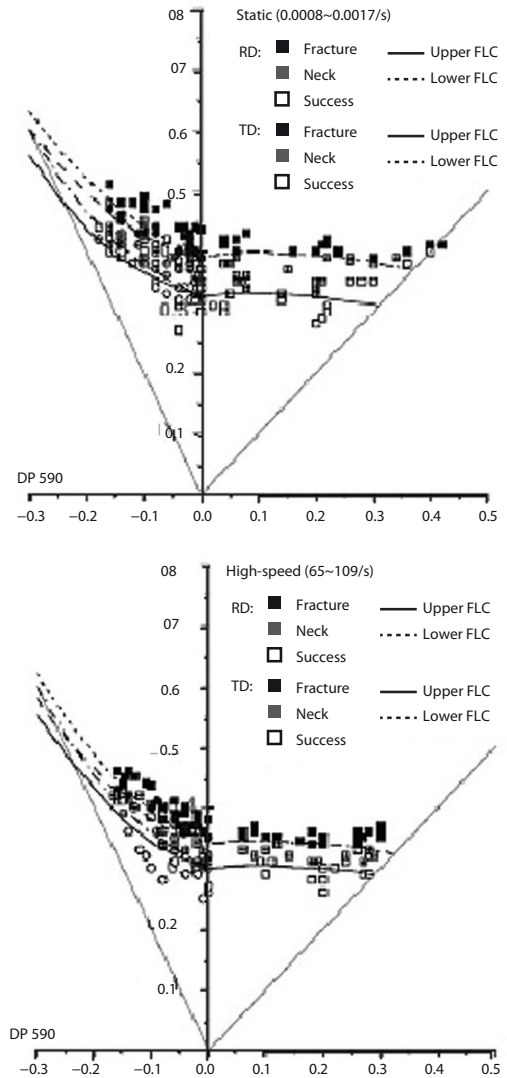 08
Static (0.0008~0.0017/s)
RD: Fracture Upper FLC
07
Neck Lower FLC
Success
0.6
TD: Fracture Upper FLC
Neck Lower FLC
0.5
Success
0.2
0.1
DP 590
−0.3 −0.2 −0.1 0.0 0.1 0.2 0.3 0.4 0.5
08
High-speed (65~109/s)
RD: Fracture Upper FLC
07
Neck Lower FLC
Success
0.6
TD: Fracture Upper FLC
Neck Lower FLC
Success
−0.5
0.2
0.1
DP 590
−0.3 −0.2 −0.1 0.0 0.1 0.2 0.3 0.4 0.5